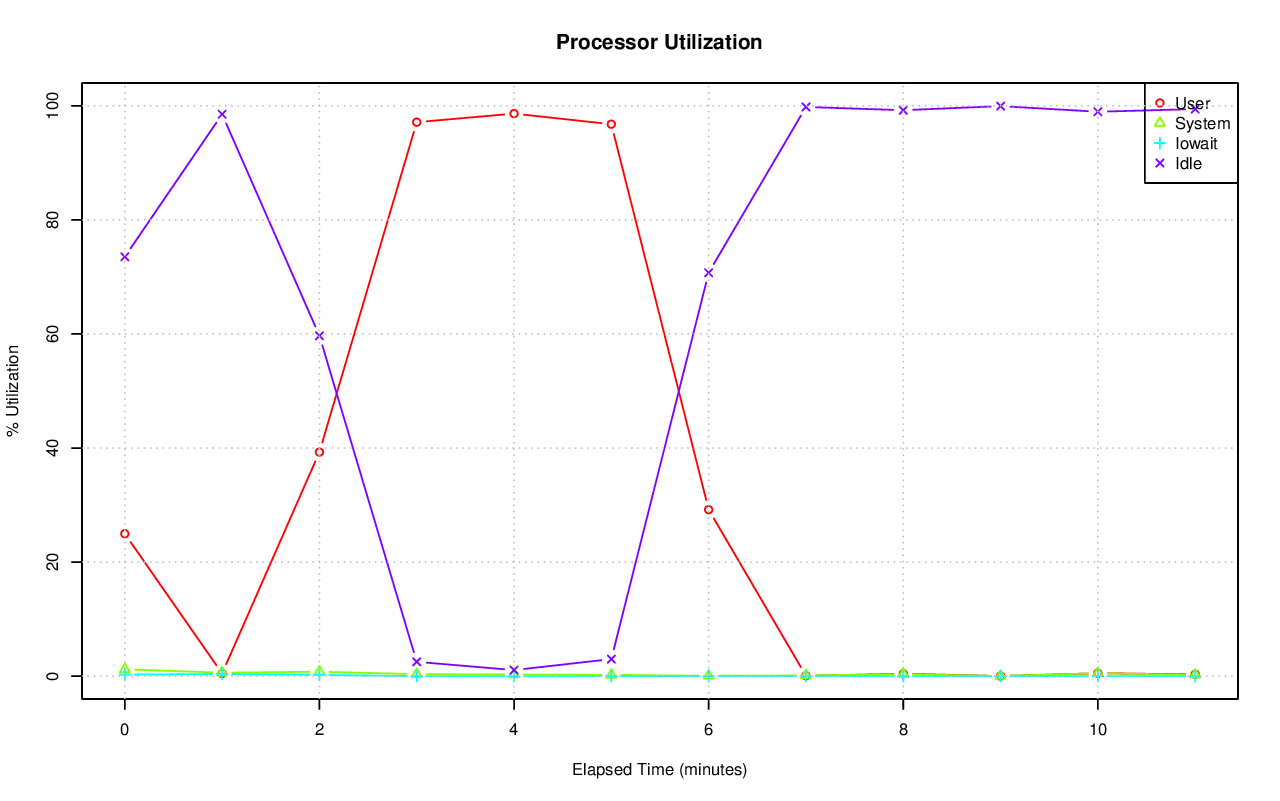 Processor Utilization
% Utilization
100
80
60
40
20
0
User
System
Iowait
Idle
0 2 4 6 8 10
Elapsed Time (minutes)